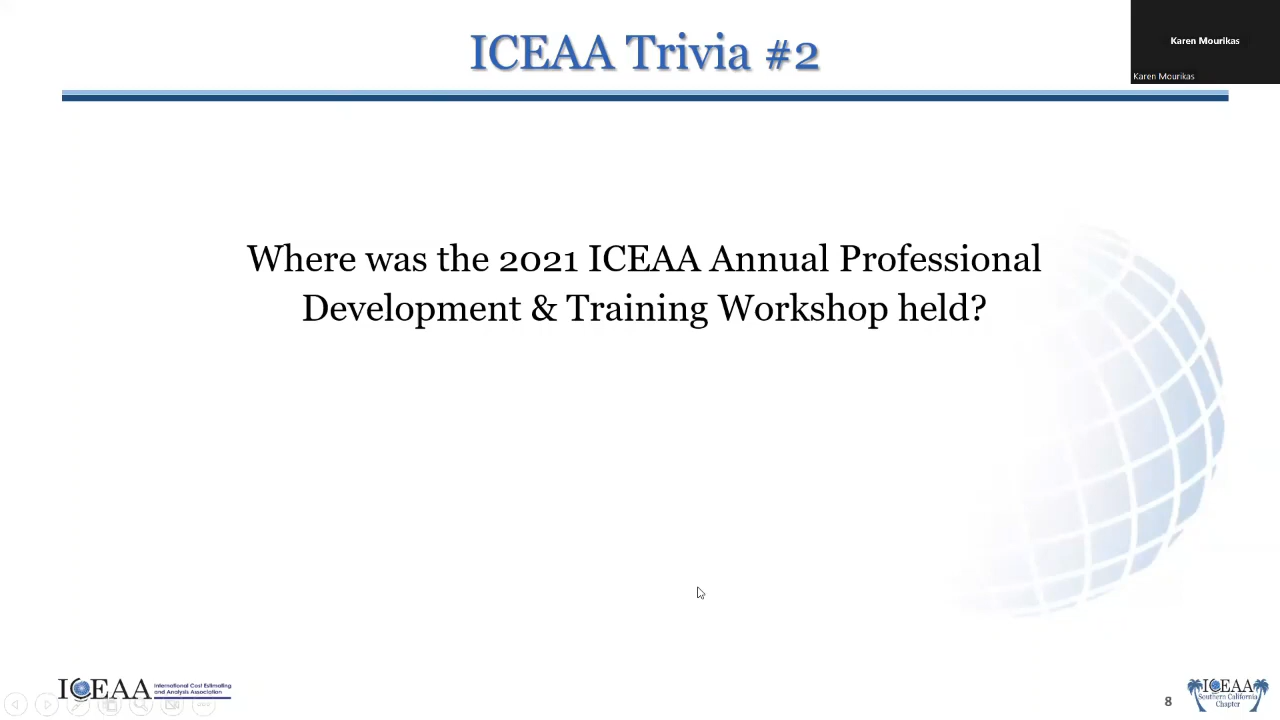 ICEAA Trivia #2
Karen Mourikas
Karen Mourikas
Where was the 2021 ICEAA Annual Professional
Development & Training Workshop held?
ICEAA International Cost Estimating
and Analysis Association
8
ICEAA
Southern California
Chapter